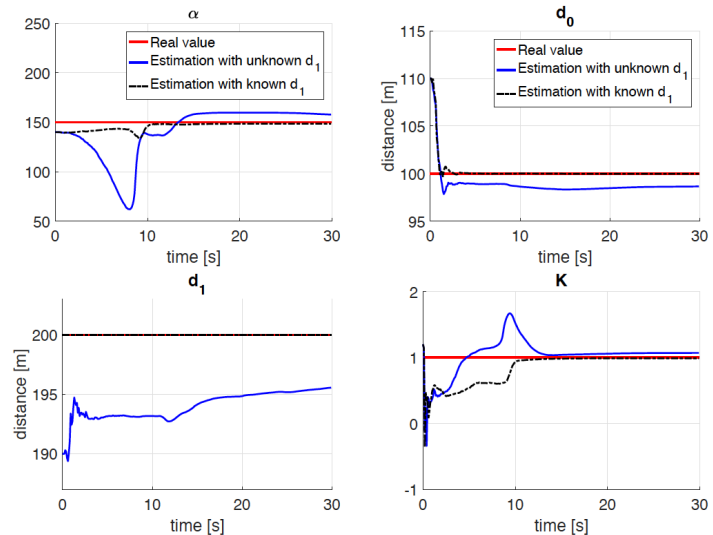 α
250
200
150
100
50
Real value
Estimation with unknown d₁
Estimation with known d₁
0 10 20 30
time [s]
d₀
distance [m]
115
110
105
100
95
Real value
Estimation with unknown d₁
Estimation with known d₁
0 10 20 30
time [s]
d₁
distance [m]
200
195
190
0 10 20 30
time [s]
K
2
1
0
-1
0 10 20 30
time [s]